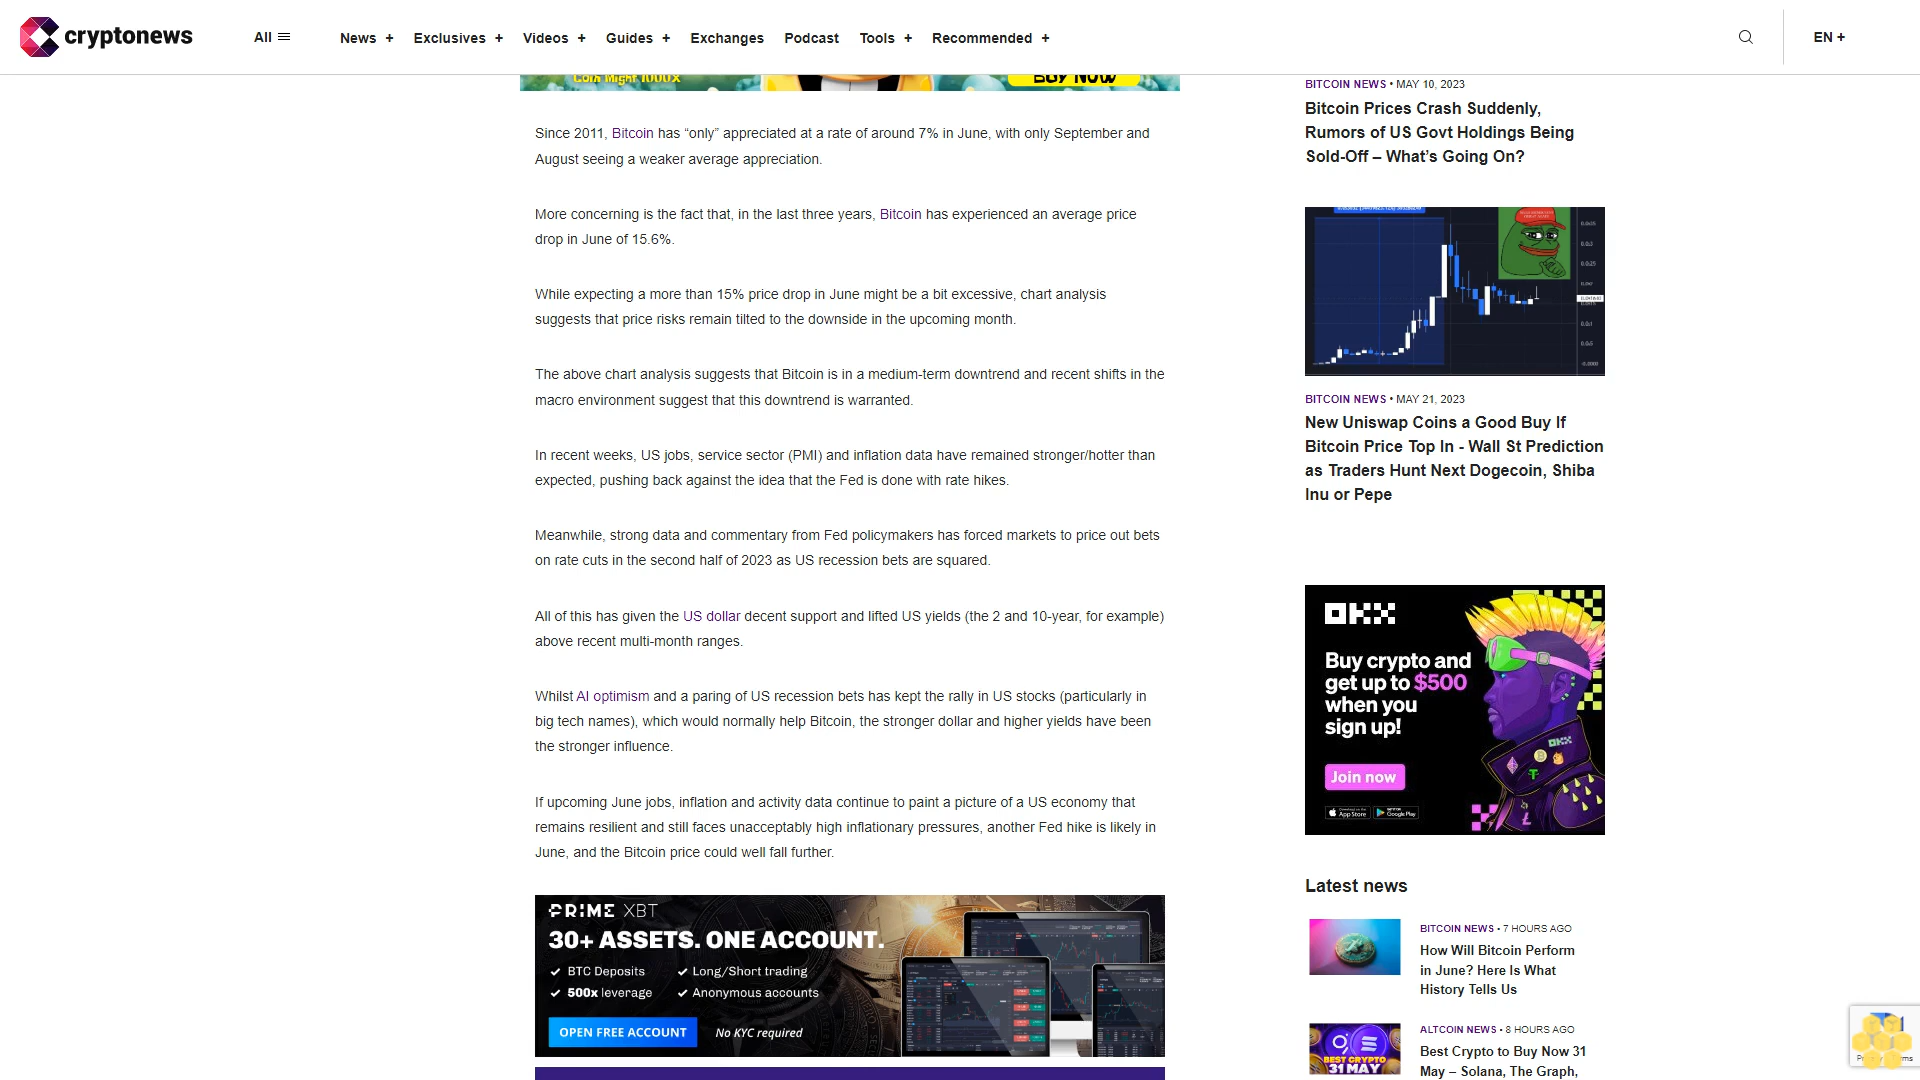 cryptonews
All
News +
Exclusives +
Videos +
Guides +
Exchanges
Podcast
Tools +
Recommended +
EN +
Coin Might 1000X
BUY NOW
Since 2011, Bitcoin has “only” appreciated at a rate of around 7% in June, with only September and
August seeing a weaker average appreciation.
More concerning is the fact that, in the last three years, Bitcoin has experienced an average price
drop in June of 15.6%.
While expecting a more than 15% price drop in June might be a bit excessive, chart analysis
suggests that price risks remain tilted to the downside in the upcoming month.
The above chart analysis suggests that Bitcoin is in a medium-term downtrend and recent shifts in the
macro environment suggest that this downtrend is warranted.
In recent weeks, US jobs, service sector (PMI) and inflation data have remained stronger/hotter than
expected, pushing back against the idea that the Fed is done with rate hikes.
Meanwhile, strong data and commentary from Fed policymakers has forced markets to price out bets
on rate cuts in the second half of 2023 as US recession bets are squared.
All of this has given the US dollar decent support and lifted US yields (the 2 and 10-year, for example)
above recent multi-month ranges.
Whilst AI optimism and a paring of US recession bets has kept the rally in US stocks (particularly in
big tech names), which would normally help Bitcoin, the stronger dollar and higher yields have been
the stronger influence.
If upcoming June jobs, inflation and activity data continue to paint a picture of a US economy that
remains resilient and still faces unacceptably high inflationary pressures, another Fed hike is likely in
June, and the Bitcoin price could well fall further.
PRIME XBT
30+ ASSETS. ONE ACCOUNT.
BTC Deposits
Long/Short trading
500x leverage
Anonymous accounts
OPEN FREE ACCOUNT
No KYC required
BITCOIN NEWS • MAY 10, 2023
Bitcoin Prices Crash Suddenly,
Rumors of US Govt Holdings Being
Sold-Off – What’s Going On?
BITCOIN NEWS • MAY 21, 2023
New Uniswap Coins a Good Buy If
Bitcoin Price Top In - Wall St Prediction
as Traders Hunt Next Dogecoin, Shiba
Inu or Pepe
OKX
Buy crypto and
get up to $500
when you
sign up!
Join now
App Store
Google Play
OKX
Latest news
BITCOIN NEWS • 7 HOURS AGO
How Will Bitcoin Perform
in June? Here Is What
History Tells Us
BEST CRYPTO
31 MAY
ALTCOIN NEWS • 8 HOURS AGO
Best Crypto to Buy Now 31
May – Solana, The Graph,